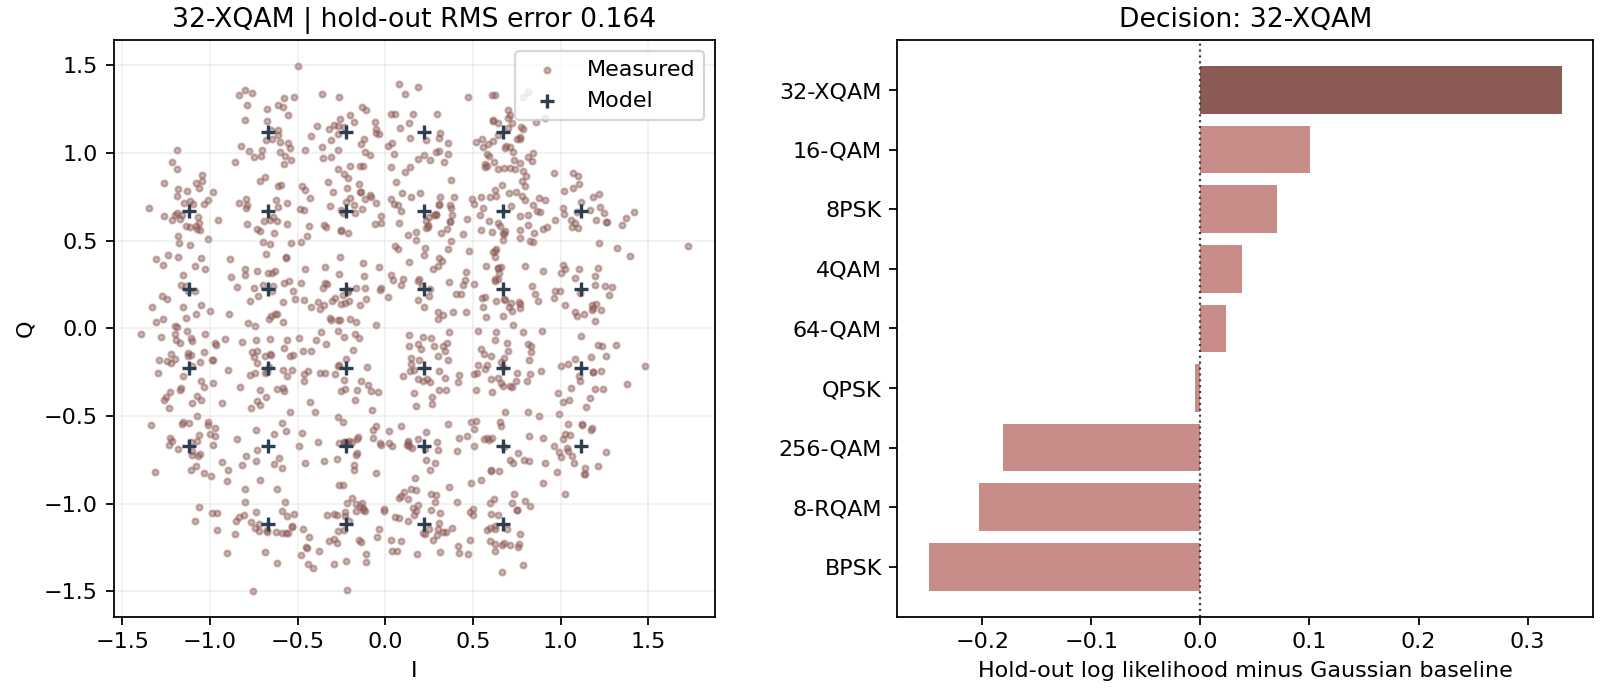 32-XQAM | hold-out RMS error 0.164
Measured
Model
1.5
1.0
0.5
0.0
−0.5
−1.0
−1.5
Q
−1.5
−1.0
−0.5
0.0
0.5
1.0
1.5
I
Decision: 32-XQAM
32-XQAM
16-QAM
8PSK
4QAM
64-QAM
QPSK
256-QAM
8-RQAM
BPSK
−0.2
−0.1
0.0
0.1
0.2
0.3
Hold-out log likelihood minus Gaussian baseline